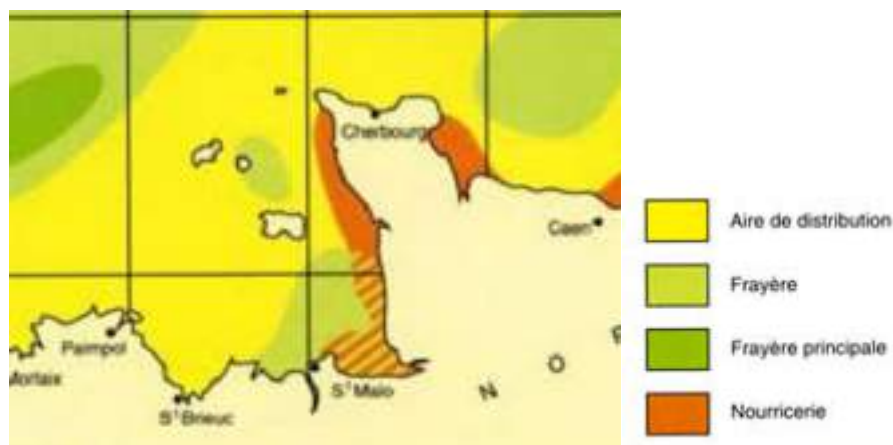 Cherbourg
Caen
Paimpol
Morlaix
St Brieuc
St Malo
N O
Aire de distribution
Frayère
Frayère principale
Nourricerie